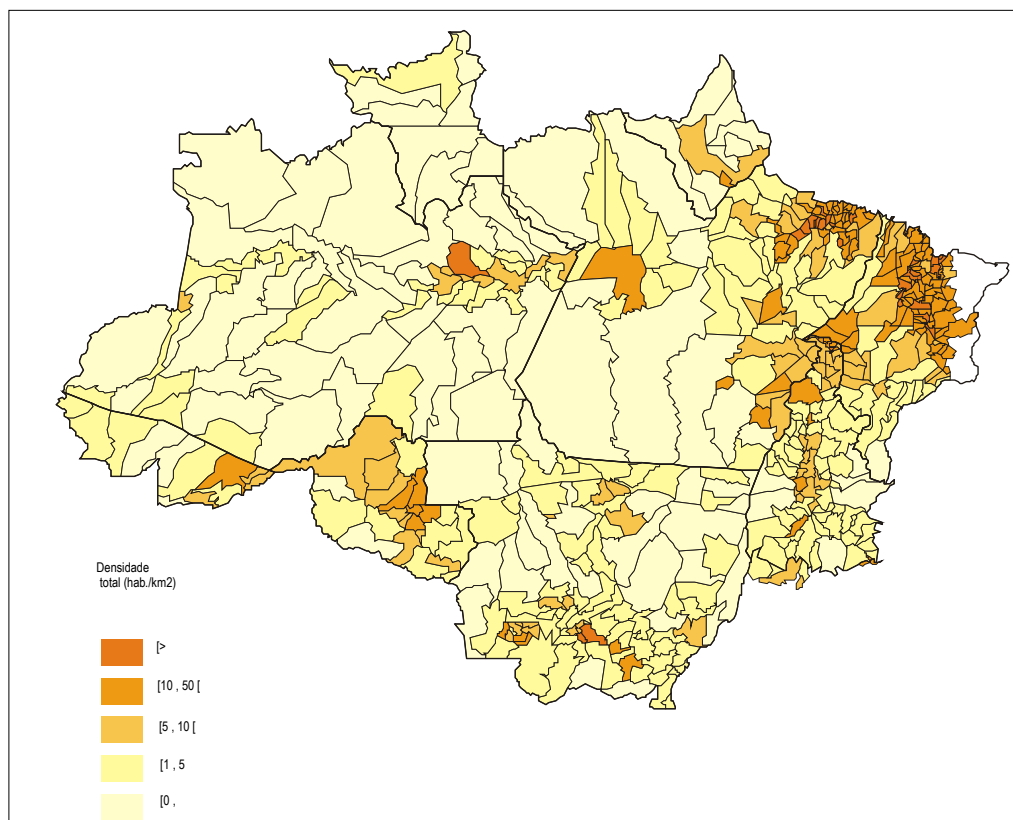 Densidade
total (hab./km2)
[>
[10 , 50 [
[5 , 10 [
[1 , 5
[0 ,